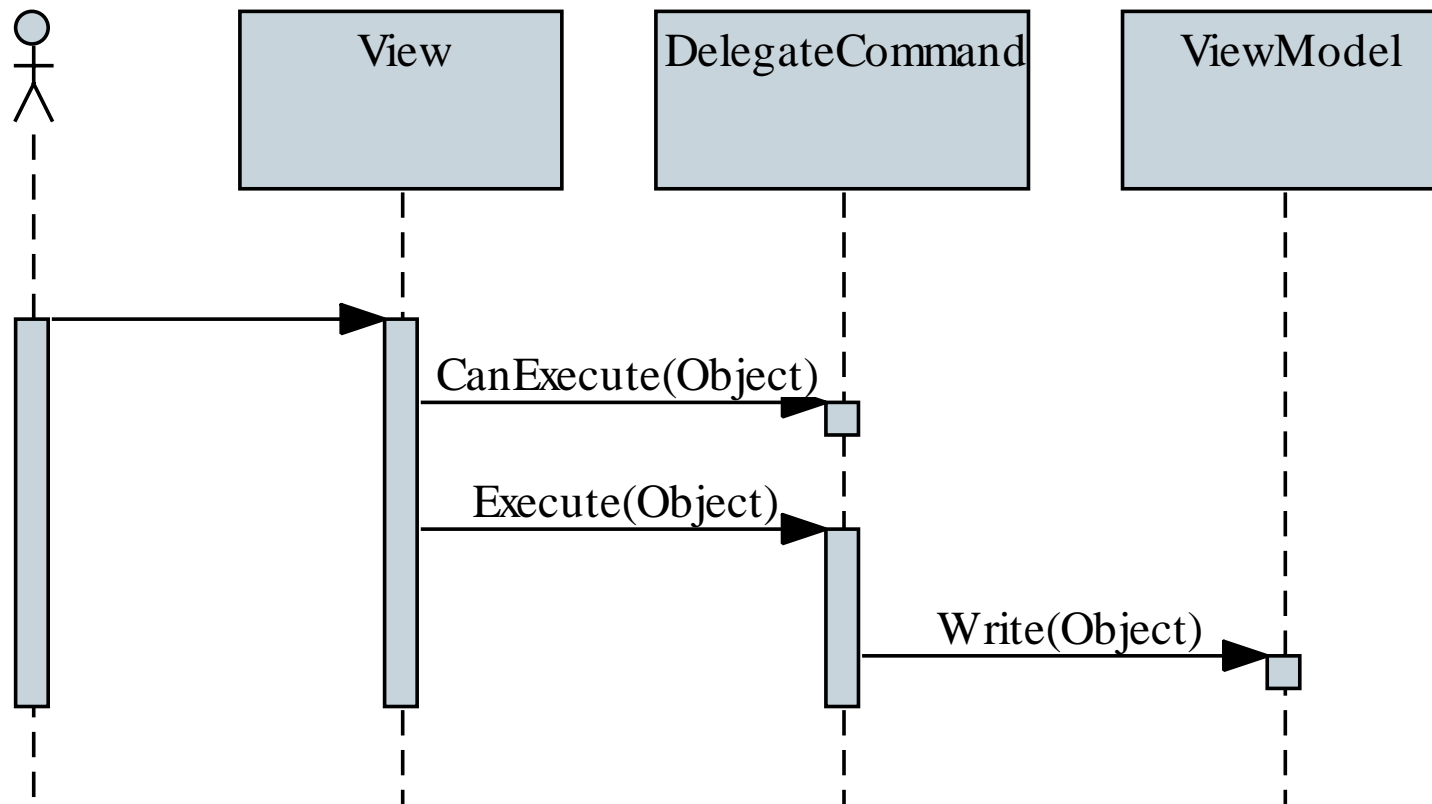 View
DelegateCommand
ViewModel
CanExecute(Object)
Execute(Object)
Write(Object)